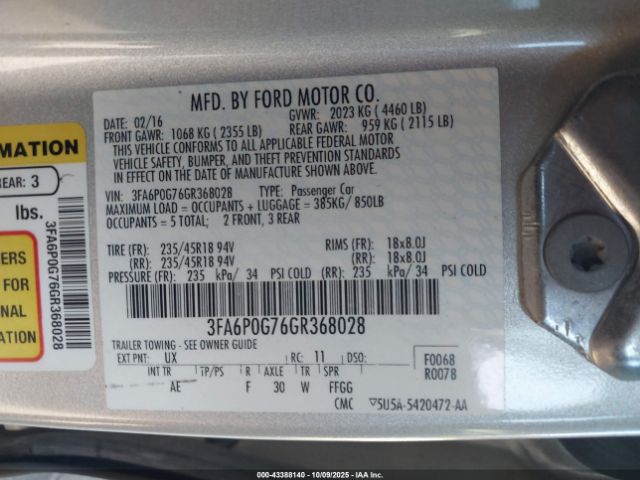 MFD. BY FORD MOTOR CO.
DATE: 02/16 GVWR: 2023 KG ( 4460 LB)
FRONT GAWR: 1068 KG ( 2355 LB) REAR GAWR: 959 KG ( 2115 LB)
THIS VEHICLE CONFORMS TO ALL APPLICABLE FEDERAL MOTOR
VEHICLE SAFETY, BUMPER, AND THEFT PREVENTION STANDARDS
IN EFFECT ON THE DATE OF MANUFACTURE SHOWN ABOVE.
VIN: 3FA6P0G76GR368028 TYPE: Passenger Car
MAXIMUM LOAD = OCCUPANTS + LUGGAGE = 385KG/ 850LB
OCCUPANTS = 5 TOTAL; 2 FRONT, 3 REAR
TIRE (FR): 235/45R18 94V RIMS (FR): 18x8.0J
(RR): 235/45R18 94V (RR): 18x8.0J
PRESSURE (FR): 235 kPa/ 34 PSI COLD (RR): 235 kPa/ 34 PSI COLD
3FA6P0G76GR368028
TRAILER TOWING - SEE OWNER GUIDE
EXT PNT: UX RC: 11 DSO: F0068
R0078
INT TR TP/PS R AXLE TR SPR
AE F 30 W FFGG
CMC ▽5U5A-5420472-AA
RMATION
REAR: 3
lbs.
3FA6P0G76GR368028
ERS
FOR
ONAL
ATION
000-43388140 - 10/09/2025 - COPYRIGHT IAA, LLC.